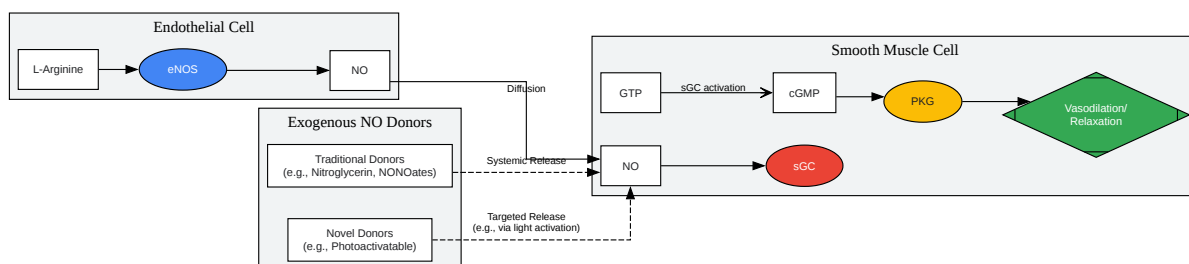 Endothelial Cell
L-Arginine
eNOS
NO
Diffusion
Exogenous NO Donors
Traditional Donors
(e.g., Nitroglycerin, NONOates)
Systemic Release
Novel Donors
(e.g., Photoactivatable)
Targeted Release
(e.g., via light activation)
Smooth Muscle Cell
GTP
sGC activation
cGMP
PKG
Vasodilation/
Relaxation
NO
sGC